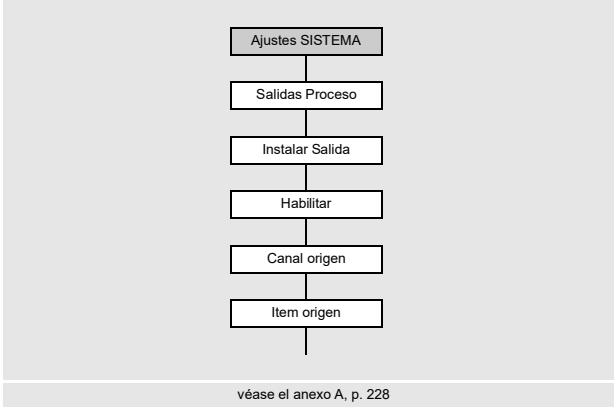 Ajustes SISTEMA
Salidas Proceso
Instalar Salida
Habilitar
Canal origen
Item origen
véase el anexo A, p. 228